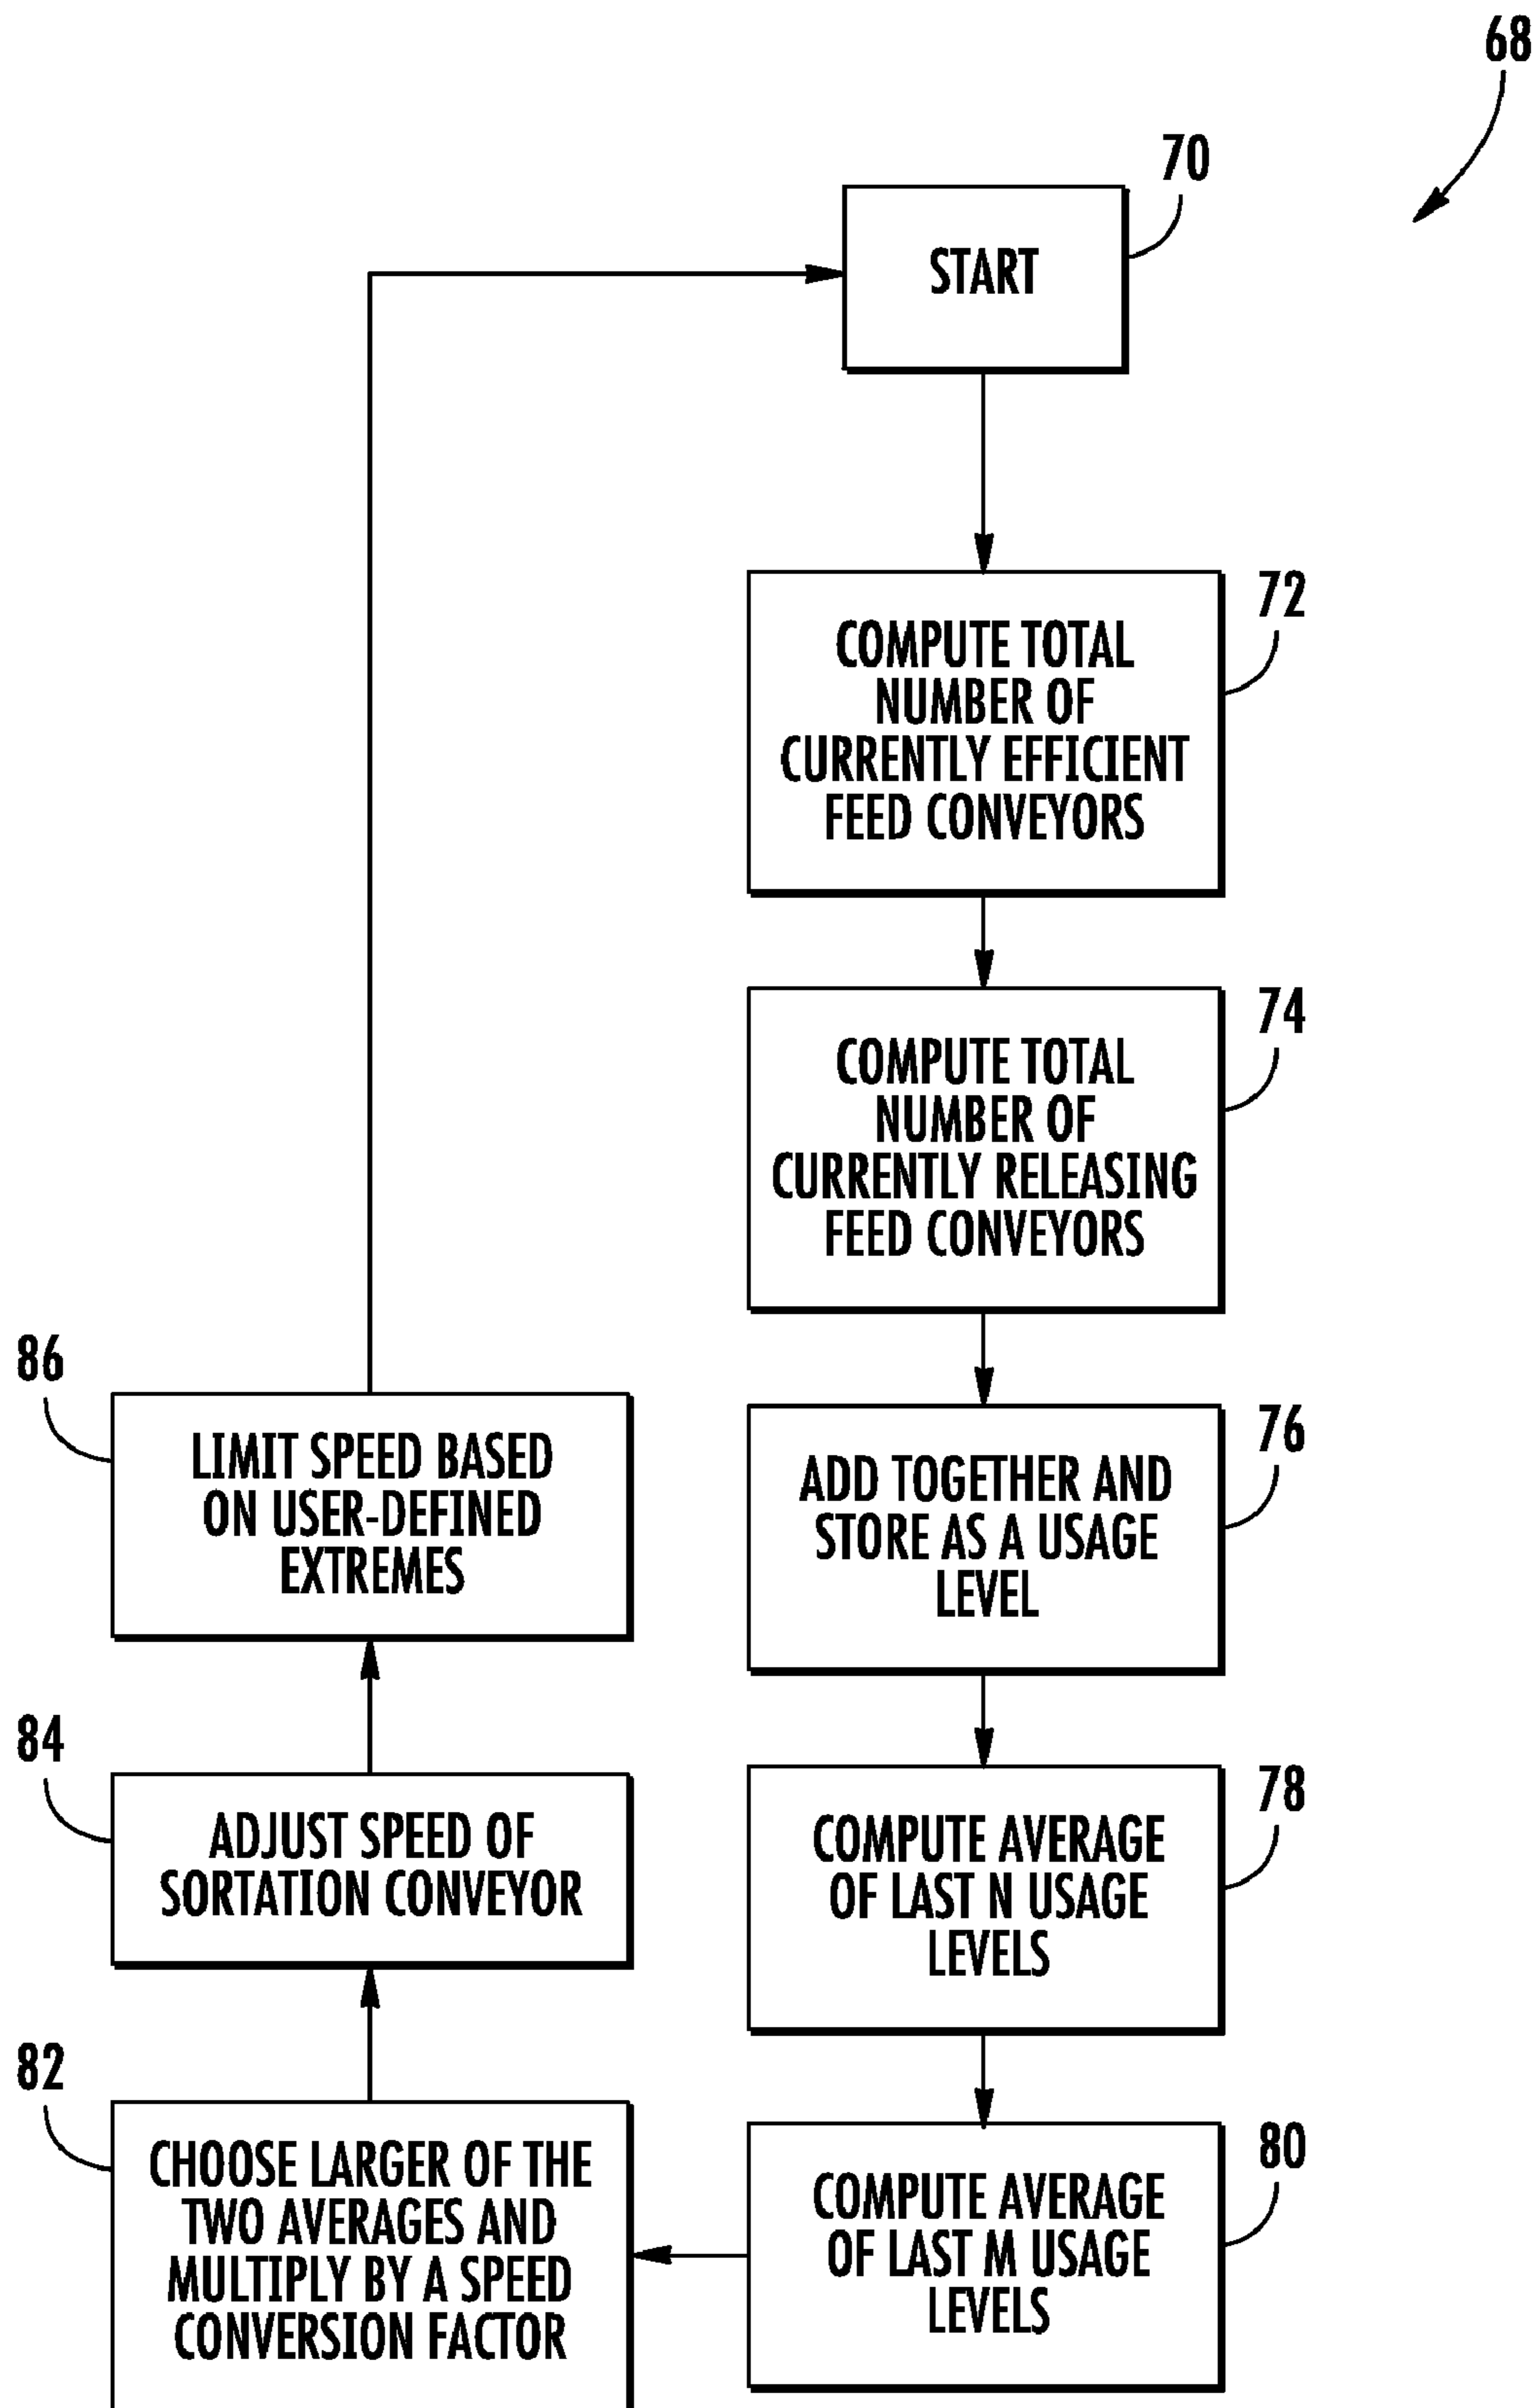 68
70
START
72
COMPUTE TOTAL
NUMBER OF
CURRENTLY EFFICIENT
FEED CONVEYORS
74
COMPUTE TOTAL
NUMBER OF
CURRENTLY RELEASING
FEED CONVEYORS
76
ADD TOGETHER AND
STORE AS A USAGE
LEVEL
78
COMPUTE AVERAGE
OF LAST N USAGE
LEVELS
80
COMPUTE AVERAGE
OF LAST M USAGE
LEVELS
82
CHOOSE LARGER OF THE
TWO AVERAGES AND
MULTIPLY BY A SPEED
CONVERSION FACTOR
84
ADJUST SPEED OF
SORTATION CONVEYOR
86
LIMIT SPEED BASED
ON USER-DEFINED
EXTREMES